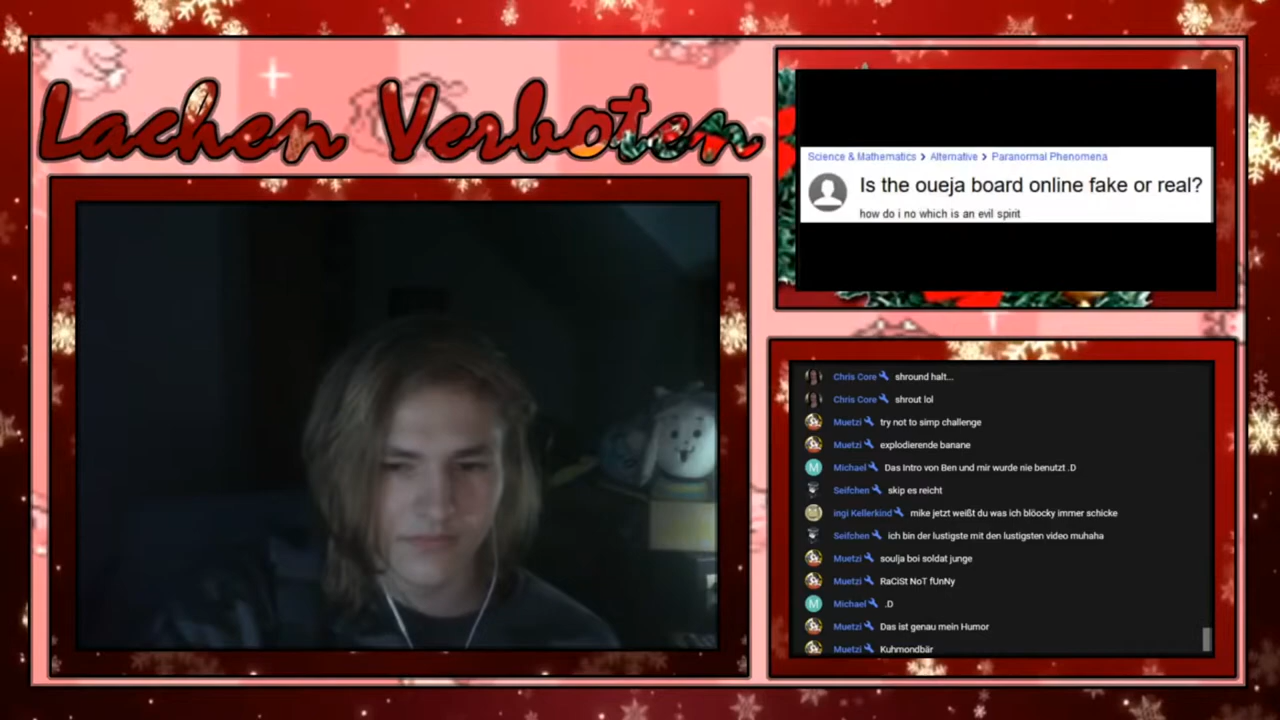 Lachen Verboten
Science & Mathematics > Alternative > Paranormal Phenomena
Is the oueja board online fake or real?
how do i no which is an evil spirit
Chris Core shround halt...
Chris Core shrout lol
Muetzi try not to simp challenge
Muetzi explodierende banane
M Michael Das Intro von Ben und mir wurde nie benutzt .D
Seifchen skip es reicht
ingi Kellerkind mike jetzt weißt du was ich blöocky immer schicke
Seifchen ich bin der lustigste mit den lustigsten video muhaha
Muetzi soulja boi soldat junge
Muetzi RaCiSt NoT fUnNy
M Michael .D
Muetzi Das ist genau mein Humor
Muetzi Kuhmondbär